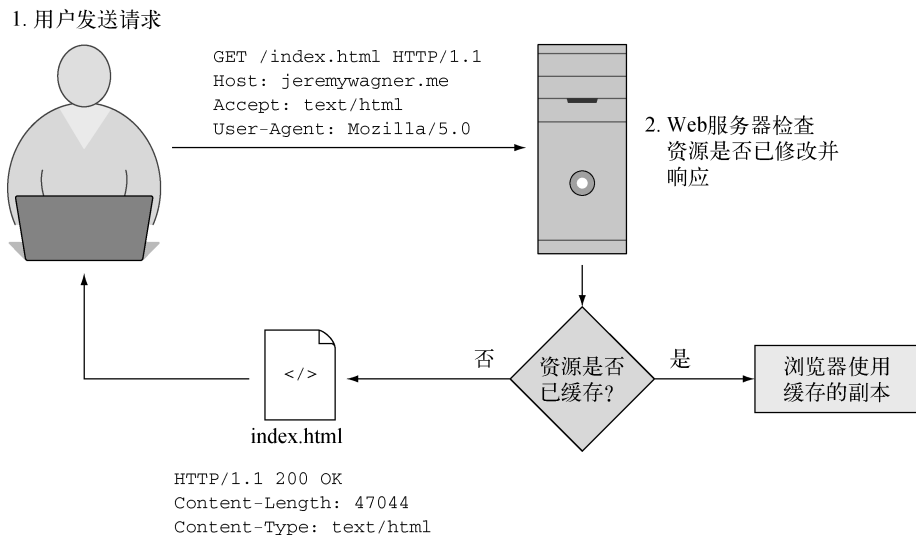 1. 用户发送请求
GET /index.html HTTP/1.1
Host: jeremywagner.me
Accept: text/html
User-Agent: Mozilla/5.0
2. Web服务器检查
资源是否已修改并
响应
资源是否
已缓存?
否
是
浏览器使用
缓存的副本
</>
index.html
HTTP/1.1 200 OK
Content-Length: 47044
Content-Type: text/html